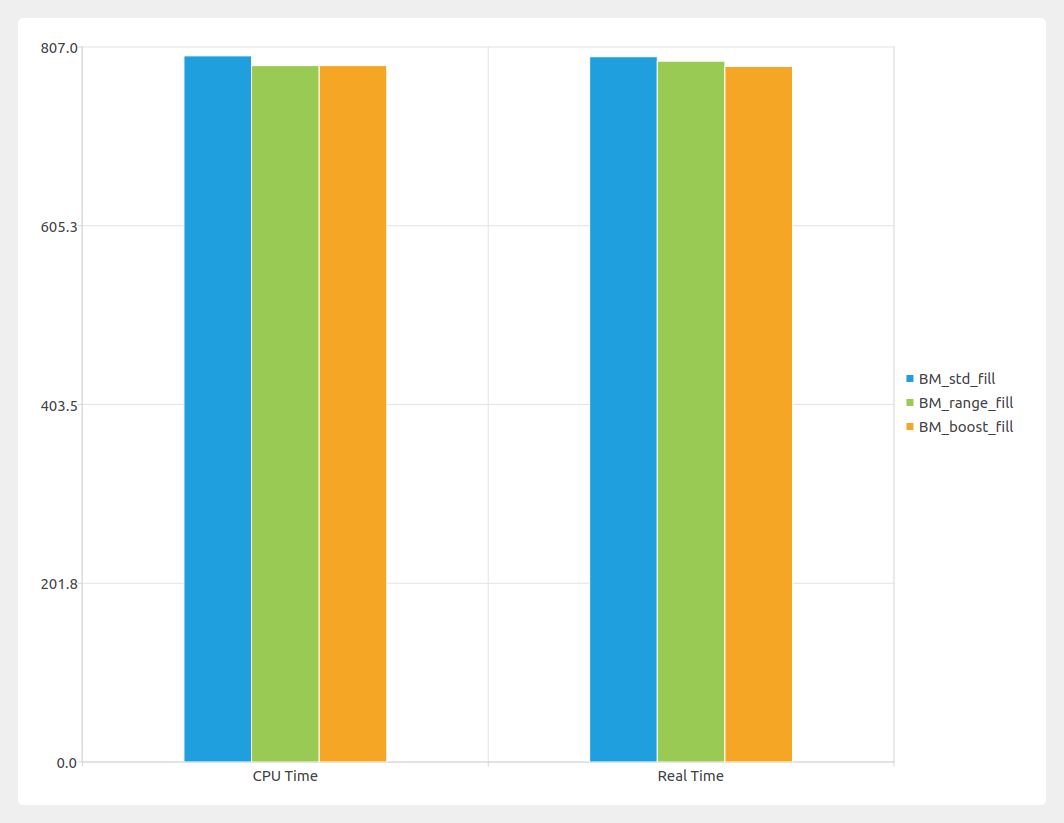 807.0
605.3
403.5
201.8
0.0
CPU Time
Real Time
BM_std_fill
BM_range_fill
BM_boost_fill